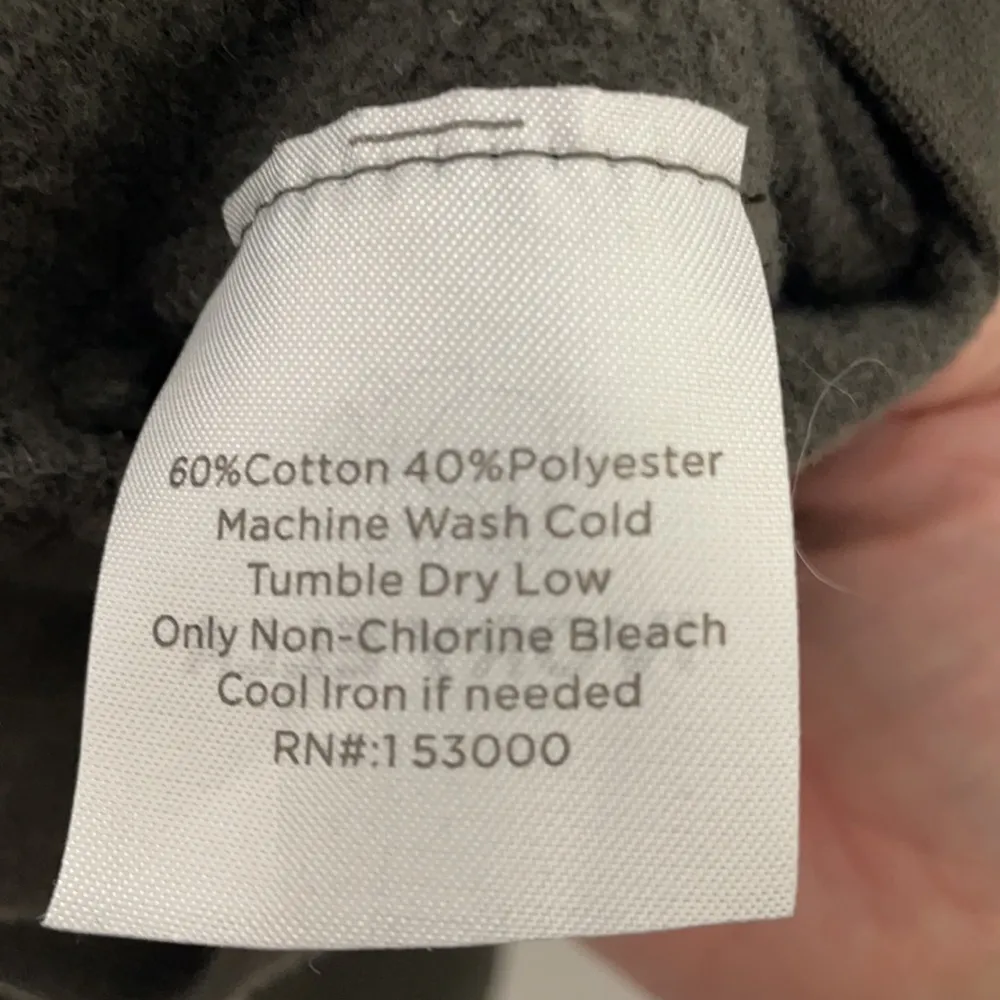 60%Cotton 40%Polyester
Machine Wash Cold
Tumble Dry Low
Only Non-Chlorine Bleach
Cool Iron if needed
RN#:153000